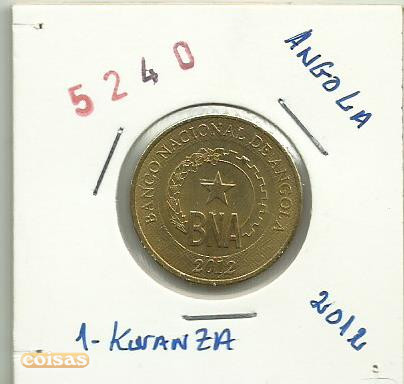 5240
ANGOLA
BANCO NACIONAL DE ANGOLA
BNA
2012
1-KWANZA
2012
coisas